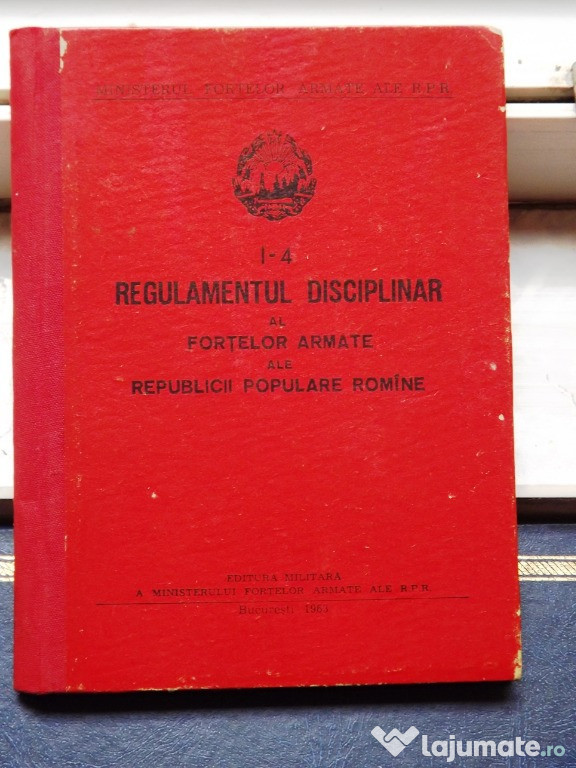 MINISTERUL FORȚELOR ARMATE ALE R.P.R.
I-4
REGULAMENTUL DISCIPLINAR
AL
FORȚELOR ARMATE
ALE
REPUBLICII POPULARE ROMÎNE
EDITURA MILITARĂ
A MINISTERULUI FORȚELOR ARMATE ALE R.P.R.
București 1963
lajumate.ro